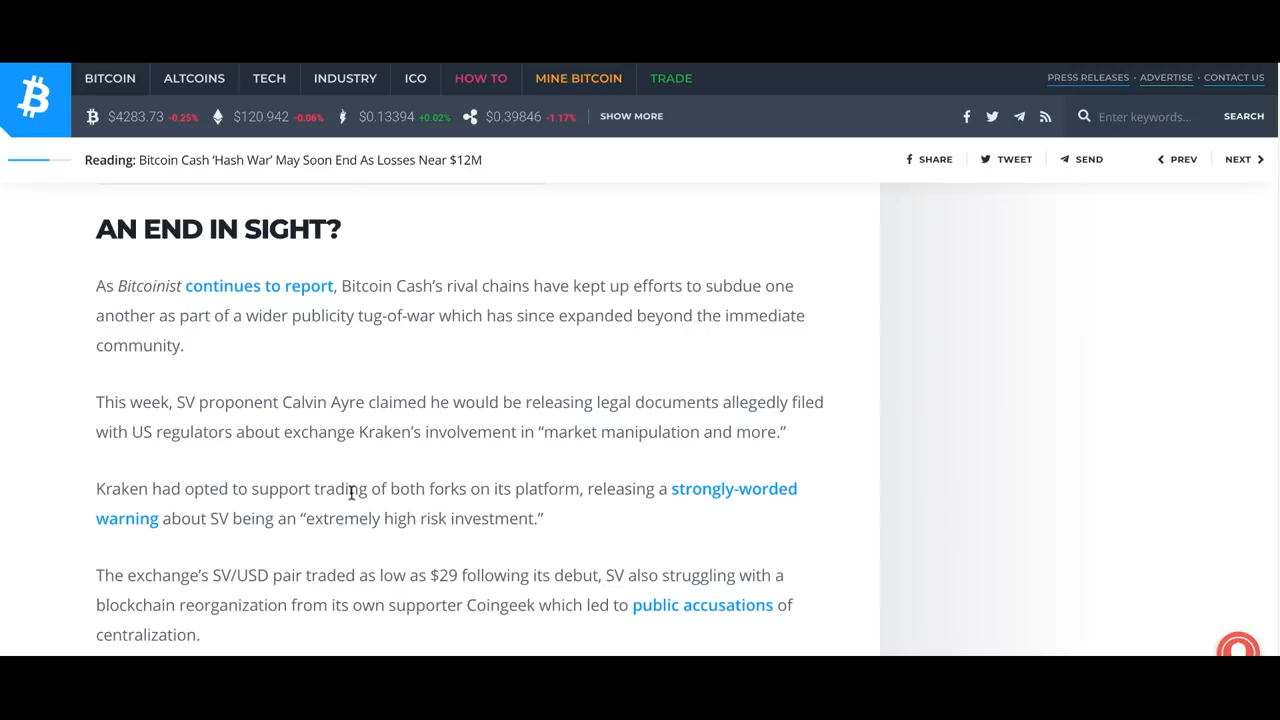 BITCOIN ALTCOINS TECH INDUSTRY ICO HOW TO MINE BITCOIN TRADE PRESS RELEASES · ADVERTISE · CONTACT US
$4283.73 -0.25% $120.942 -0.06% $0.13394 +0.02% $0.39846 -1.17% SHOW MORE Enter keywords... SEARCH
Reading: Bitcoin Cash ‘Hash War’ May Soon End As Losses Near $12M SHARE TWEET SEND PREV NEXT
AN END IN SIGHT?
As Bitcoinist continues to report, Bitcoin Cash’s rival chains have kept up efforts to subdue one
another as part of a wider publicity tug-of-war which has since expanded beyond the immediate
community.
This week, SV proponent Calvin Ayre claimed he would be releasing legal documents allegedly filed
with US regulators about exchange Kraken’s involvement in “market manipulation and more.”
Kraken had opted to support trading of both forks on its platform, releasing a strongly-worded
warning about SV being an “extremely high risk investment.”
The exchange’s SV/USD pair traded as low as $29 following its debut, SV also struggling with a
blockchain reorganization from its own supporter Coingeek which led to public accusations of
centralization.